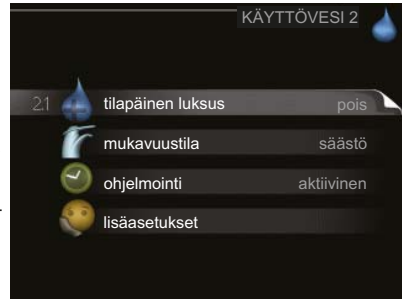 KÄYTTÖVESI 2
2.1 tilapäinen luksus pois
mukavuustila säästö
ohjelmointi aktiivinen
lisäasetukset